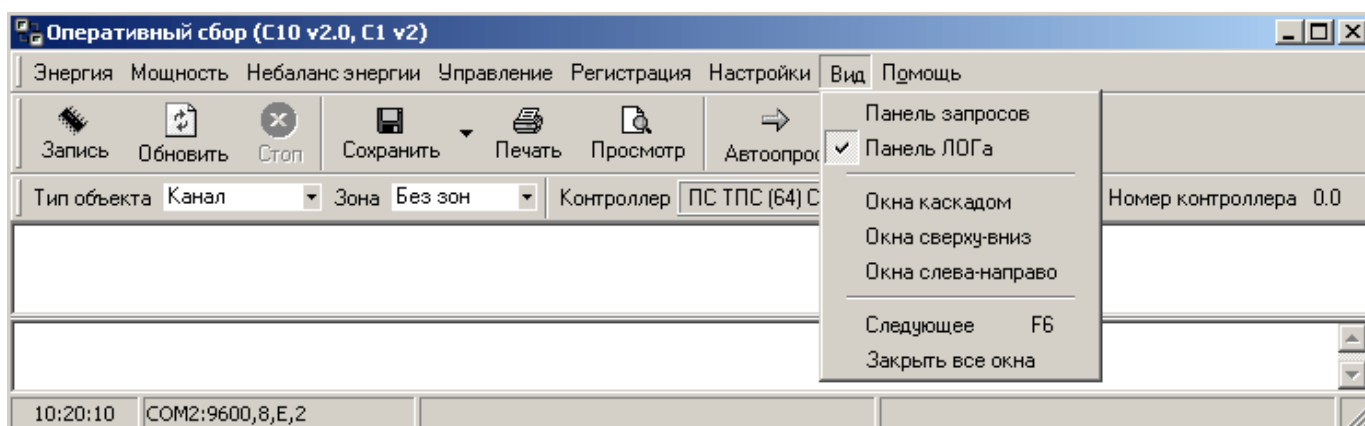 Оперативный сбор (C10 v2.0, C1 v2)
Энергия Мощность Небаланс энергии Управление Регистрация Настройки Вид Помощь
Запись Обновить Стоп Сохранить Печать Просмотр Автоопрос
Тип объекта Канал Зона Без зон Контроллер ПС ТПС (64) С Номер контроллера 0.0
Панель запросов
Панель ЛОГа
Окна каскадом
Окна сверху-вниз
Окна слева-направо
Следующее F6
Закрыть все окна
10:20:10 COM2:9600,8,E,2